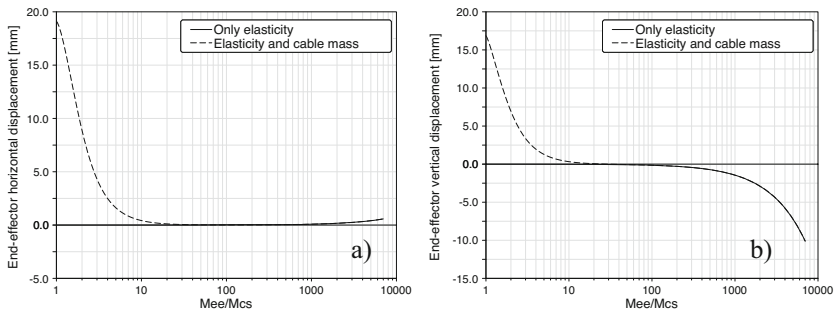 End-effector horizontal displacement [mm]
20.0
15.0
10.0
5.0
0.0
-5.0
Only elasticity
Elasticity and cable mass
a)
1 10 100 1000 10000
Mee/Mcs
End-effector vertical displacement [mm]
20.0
15.0
10.0
5.0
0.0
-5.0
-10.0
-15.0
Only elasticity
Elasticity and cable mass
b)
1 10 100 1000 10000
Mee/Mcs